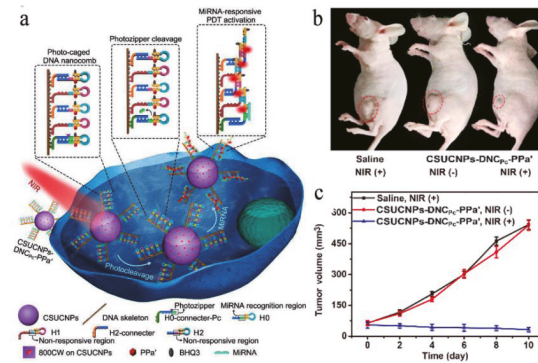 a
Photo-caged
DNA nanocomb
Photozipper cleavage
MiRNA-responsive
PDT activation
NIR
CSUCNPs-
DNCPc-PPa'
Photocleavage
MiRNA
CSUCNPs
DNA skeleton
Photozipper
H0-connecter-Pc
MiRNA recognition region
H0
H1
Non-responsive region
H2-connecter
H2
Non-responsive region
800CW on CSUCNPs
PPa'
BHQ3
MiRNA
b
Saline
NIR (+)
CSUCNPs-DNCPc-PPa'
NIR (-)
NIR (+)
c
Saline, NIR (+)
CSUCNPs-DNCPc-PPa', NIR (-)
CSUCNPs-DNCPc-PPa', NIR (+)
Tumor volume (mm3)
600
450
300
150
0
0 2 4 6 8 10
Time (day)